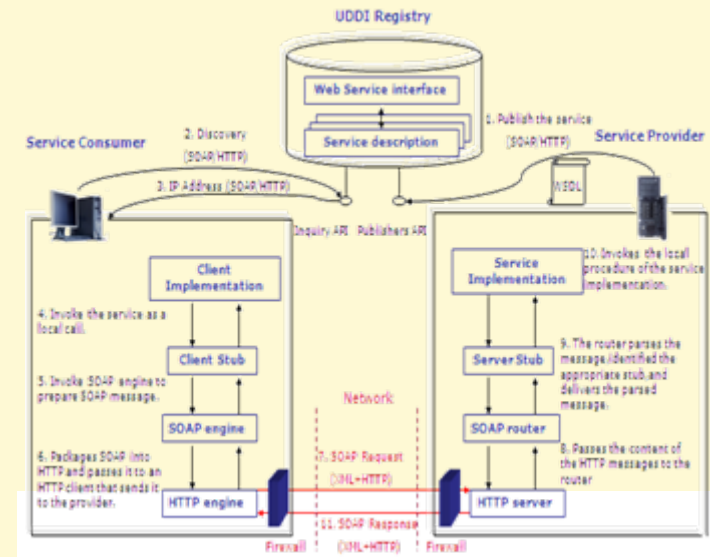 UDDI Registry
Web Service interface
Service description
1. Publish the service
(SOAP/HTTP)
Service Consumer
2. Discovery
(SOAP/HTTP)
3. IP Address (SOAP/HTTP)
Service Provider
WSDL
Inquiry API
Publishers API
Client
Implementation
4. Invoke the service as a
local call.
Client Stub
5. Invoke SOAP engine to
prepare SOAP message.
SOAP engine
6. Packages SOAP into
HTTP and passes it to an
HTTP client that sends it
to the provider.
HTTP engine
Network
7. SOAP Request
(XML+HTTP)
11. SOAP Response
(XML+HTTP)
Firewall
Firewall
Service
Implementation
10. Invokes the local
procedure of the service
implementation.
Server Stub
9. The router parses the
message, identified the
appropriate stub, and
delivers the parsed
message.
SOAP router
8. Passes the content of
the HTTP messages to the
router
HTTP server